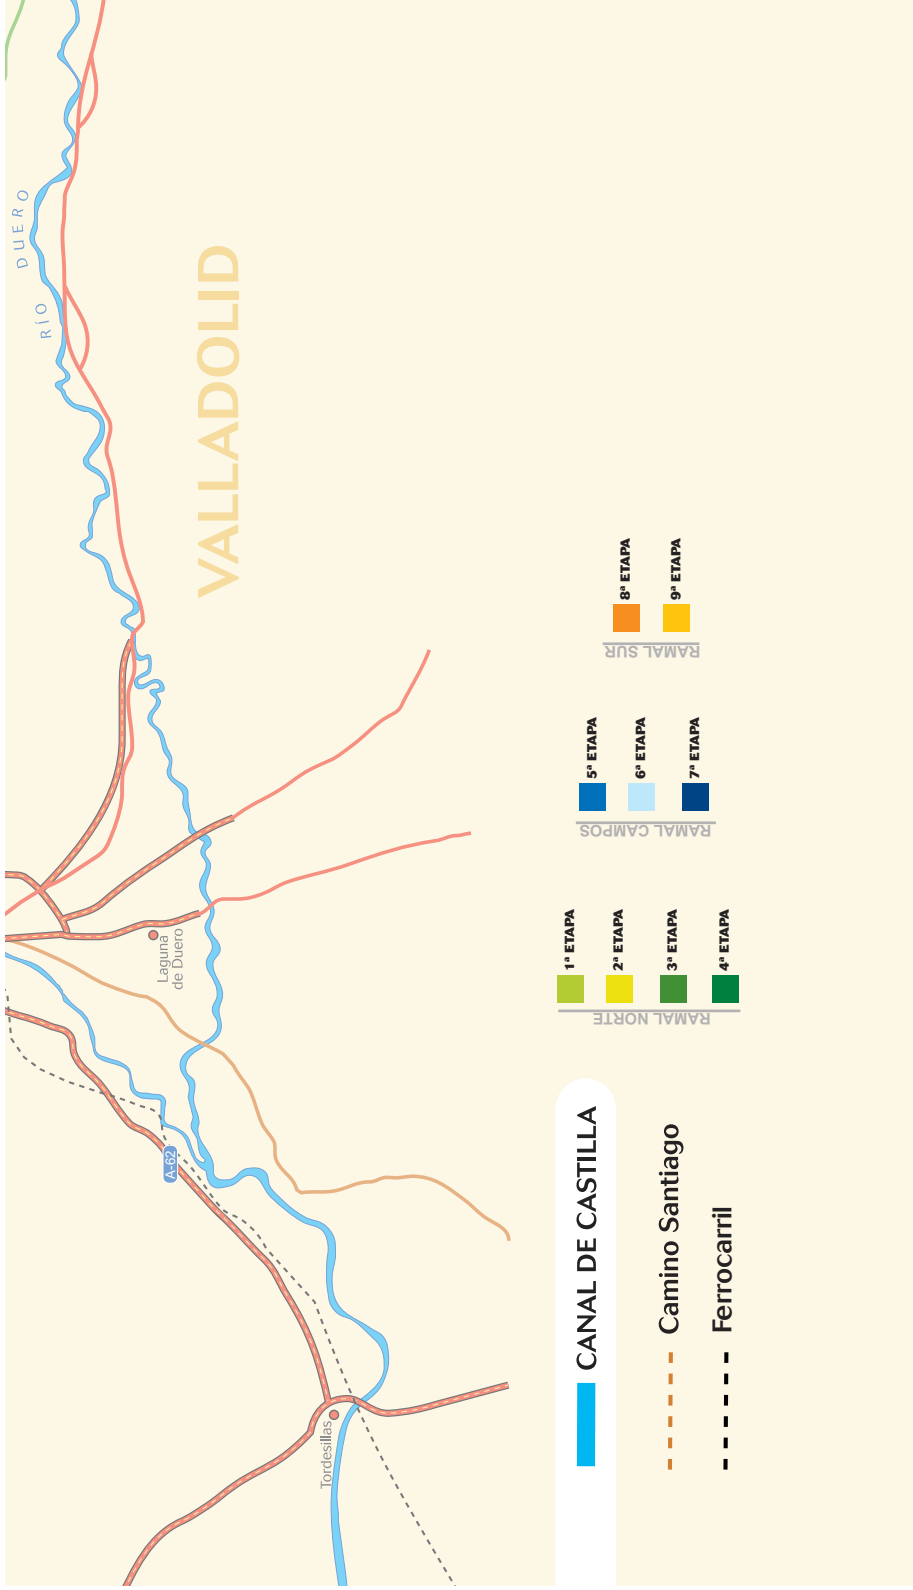 RÍO DUERO
VALLADOLID
Laguna
de Duero
A-62
Tordesillas
CANAL DE CASTILLA
Camino Santiago
Ferrocarril
RAMAL NORTE
1ª ETAPA
2ª ETAPA
3ª ETAPA
4ª ETAPA
RAMAL CAMPOS
5ª ETAPA
6ª ETAPA
7ª ETAPA
RAMAL SUR
8ª ETAPA
9ª ETAPA